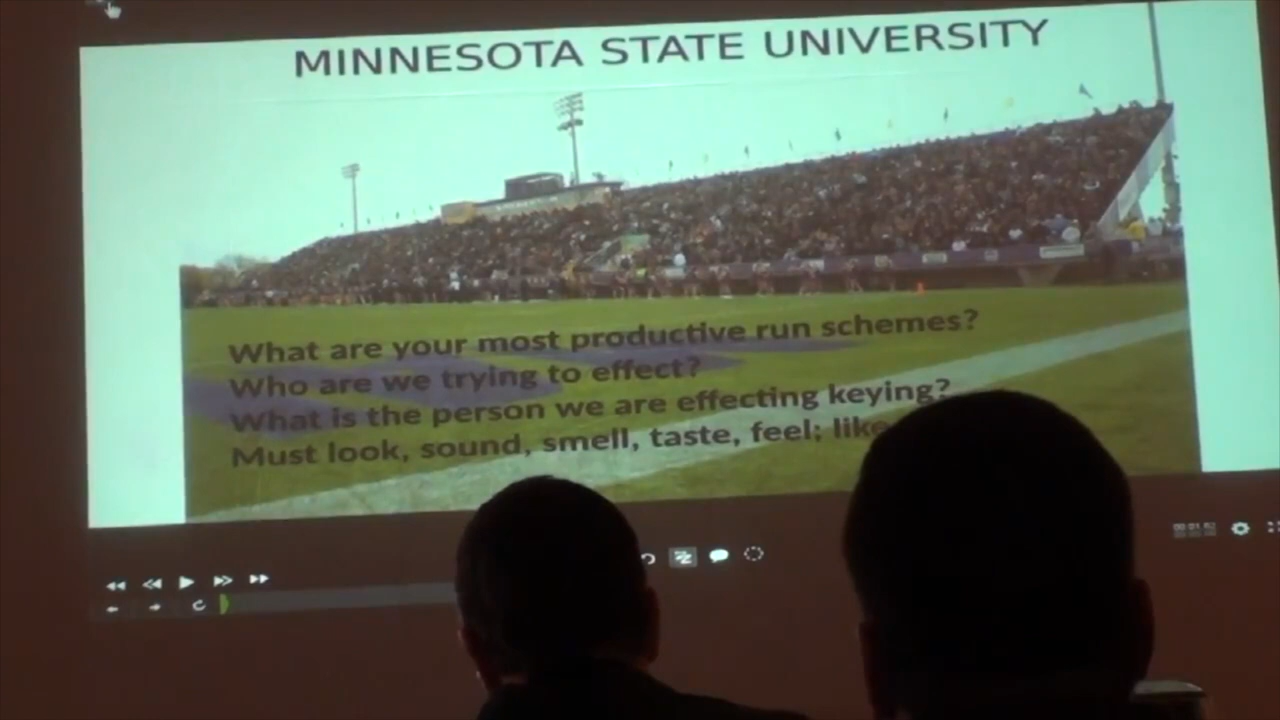 MINNESOTA STATE UNIVERSITY
What are your most productive run schemes?
Who are we trying to effect?
What is the person we are effecting keying?
Must look, sound, smell, taste, feel; like